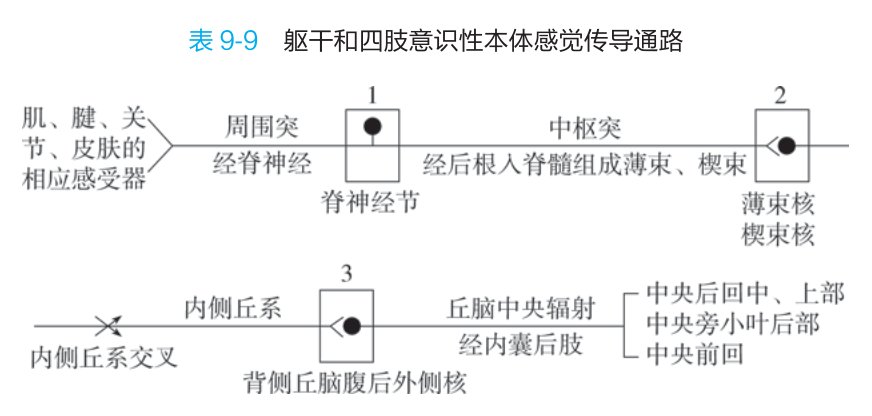 表 9-9 躯干和四肢意识性本体感觉传导通路
肌、腱、关
节、皮肤的
相应感受器
周围突
经脊神经
1
脊神经节
中枢突
经后根入脊髓组成薄束、楔束
2
薄束核
楔束核
内侧丘系交叉
内侧丘系
3
背侧丘脑腹后外侧核
丘脑中央辐射
经内囊后肢
中央后回中、上部
中央旁小叶后部
中央前回